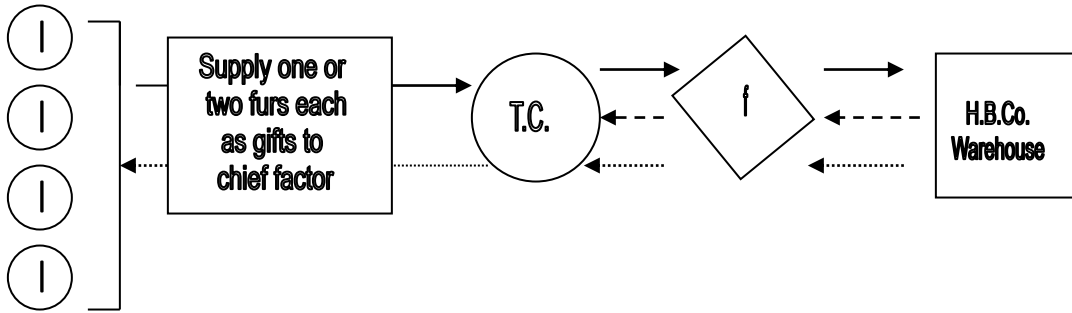 I
I
I
I
Supply one or
two furs each
as gifts to
chief factor
T.C.
f
H.B.Co.
Warehouse